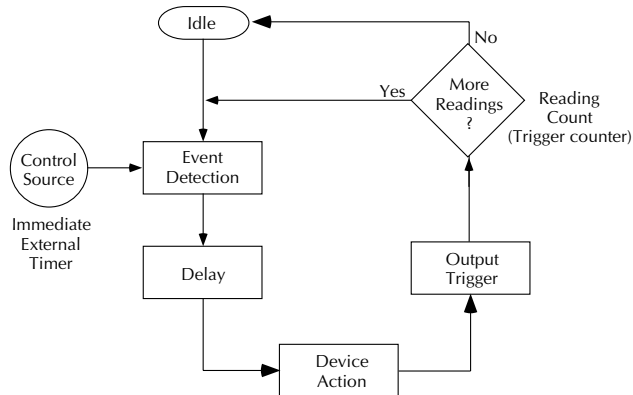 Idle
No
Yes
More
Readings
?
Reading
Count
(Trigger counter)
Control
Source
Event
Detection
Immediate
External
Timer
Delay
Output
Trigger
Device
Action